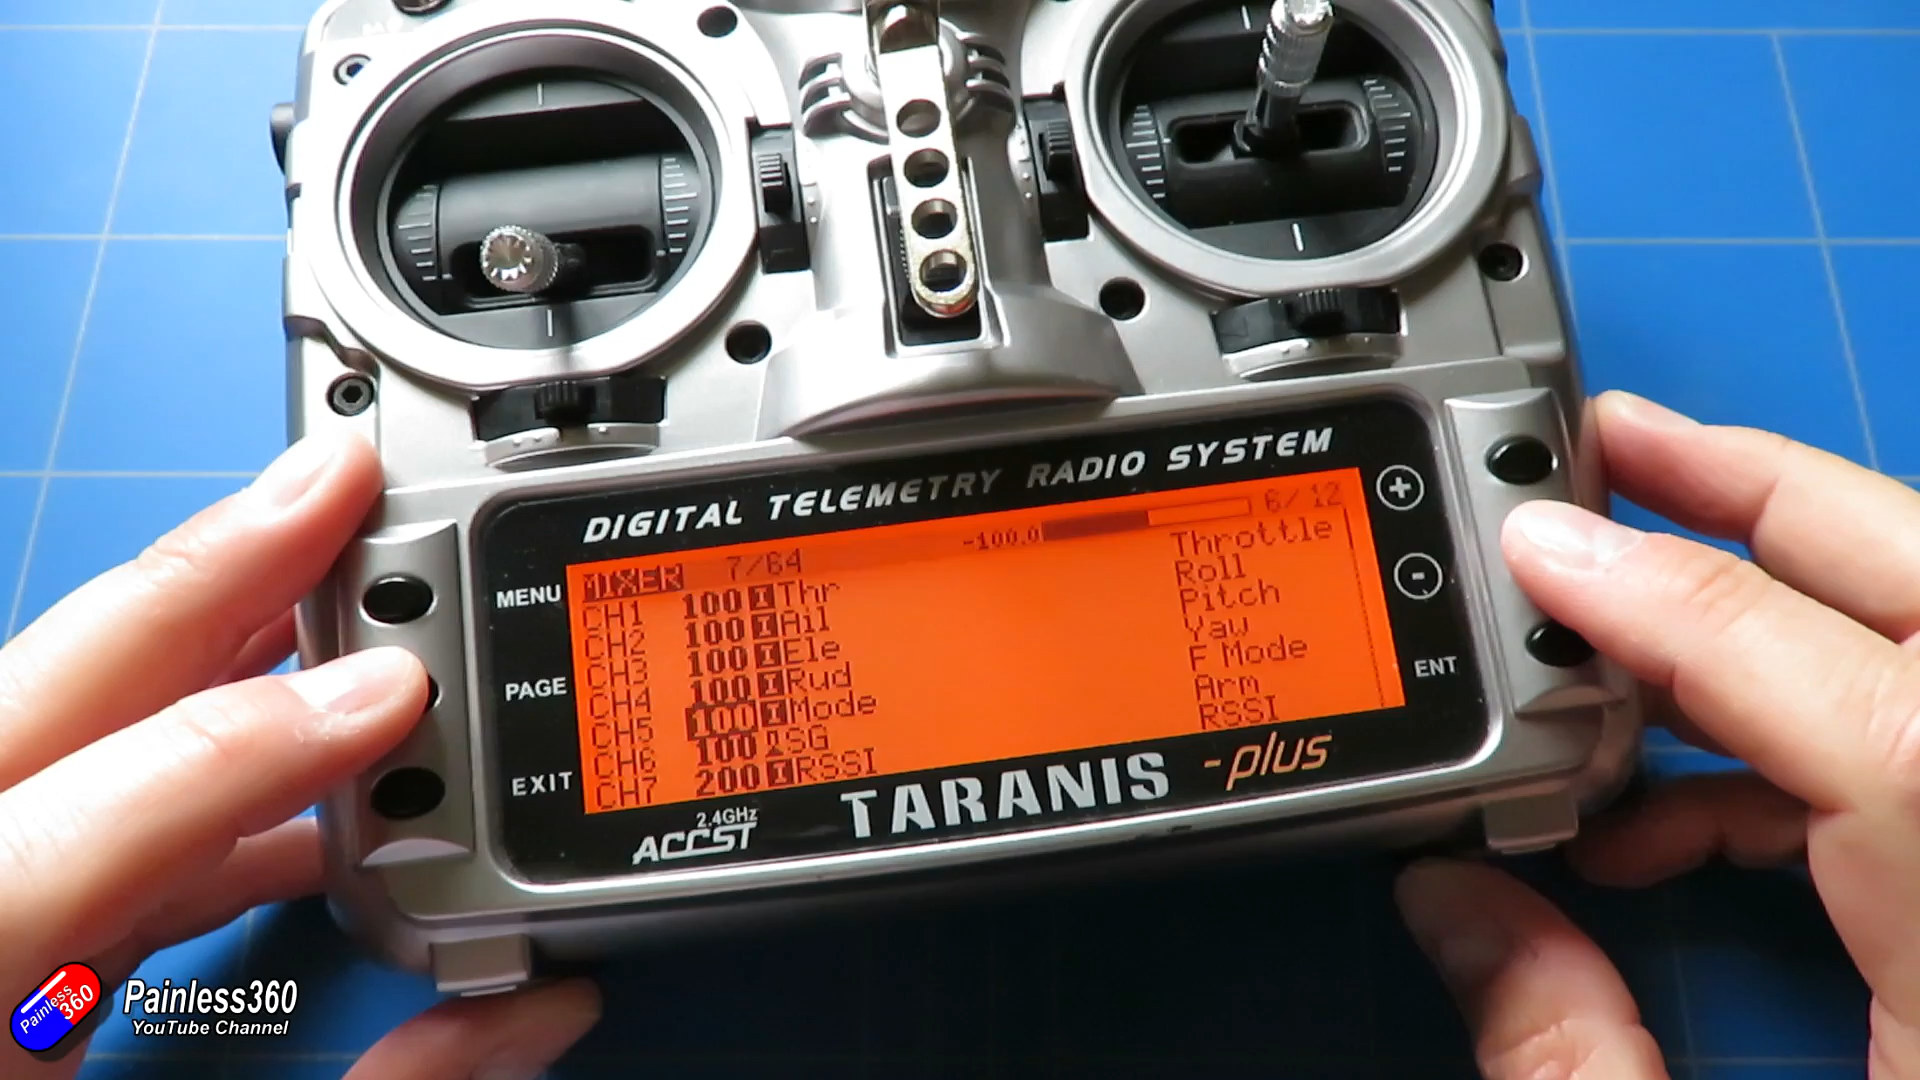 DIGITAL TELEMETRY RADIO SYSTEM
MIXER 7/64 -100.0 6/12
CH1 100 I Thr Throttle
CH2 100 I Ail Roll
CH3 100 I Ele Pitch
CH4 100 I Rud Yaw
CH5 100 I Mode F Mode
CH6 100 SG Arm
CH7 200 I RSSI RSSI
MENU
PAGE
EXIT
+
-
ENT
2.4GHz
ACCST
TARANIS -plus
Painless
360
Painless360
YouTube Channel